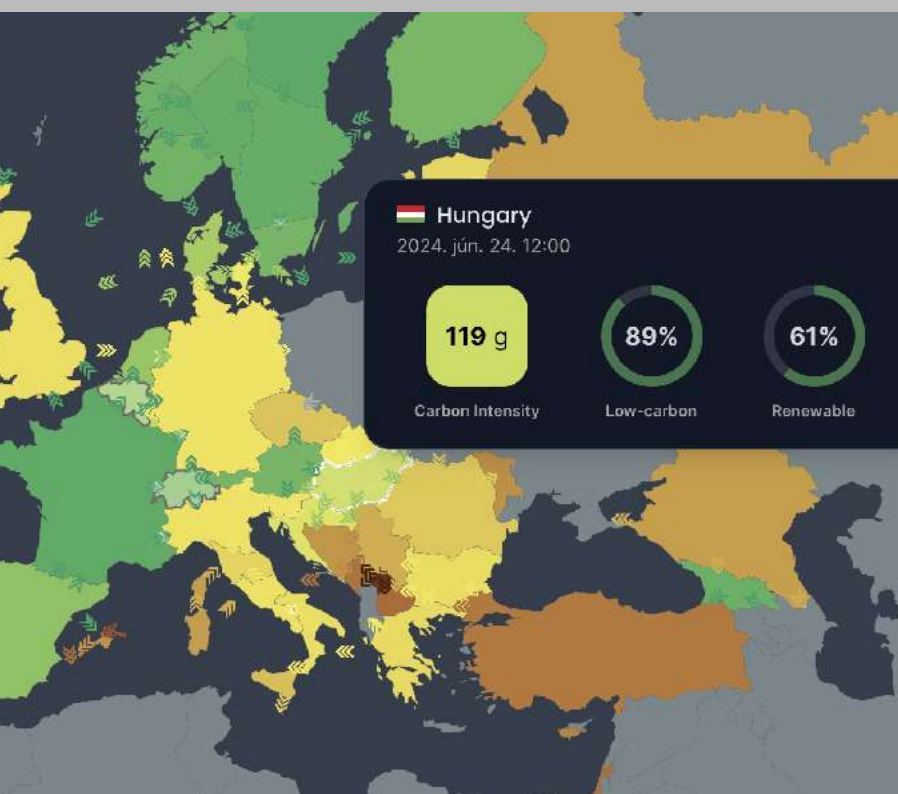 Hungary
2024. jún. 24. 12:00
119 g
89%
61%
Carbon Intensity
Low-carbon
Renewable